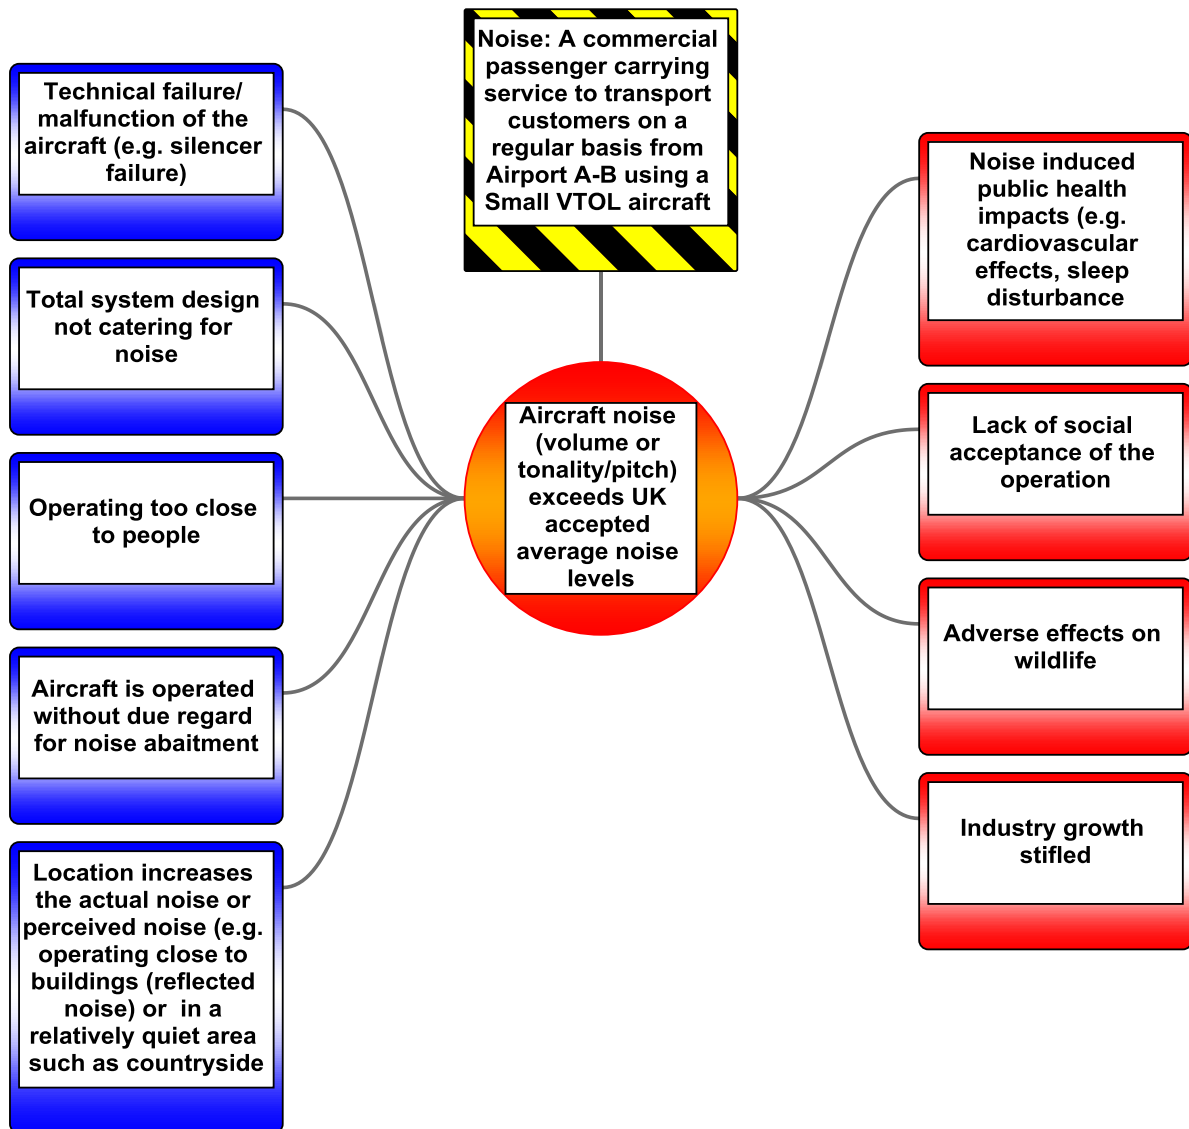 Noise: A commercial
passenger carrying
service to transport
customers on a
regular basis from
Airport A-B using a
Small VTOL aircraft
Technical failure/
malfunction of the
aircraft (e.g. silencer
failure)
Total system design
not catering for
noise
Operating too close
to people
Aircraft is operated
without due regard
for noise abaitment
Location increases
the actual noise or
perceived noise (e.g.
operating close to
buildings (reflected
noise) or in a
relatively quiet area
such as countryside
Aircraft noise
(volume or
tonality/pitch)
exceeds UK
accepted
average noise
levels
Noise induced
public health
impacts (e.g.
cardiovascular
effects, sleep
disturbance
Lack of social
acceptance of the
operation
Adverse effects on
wildlife
Industry growth
stifled